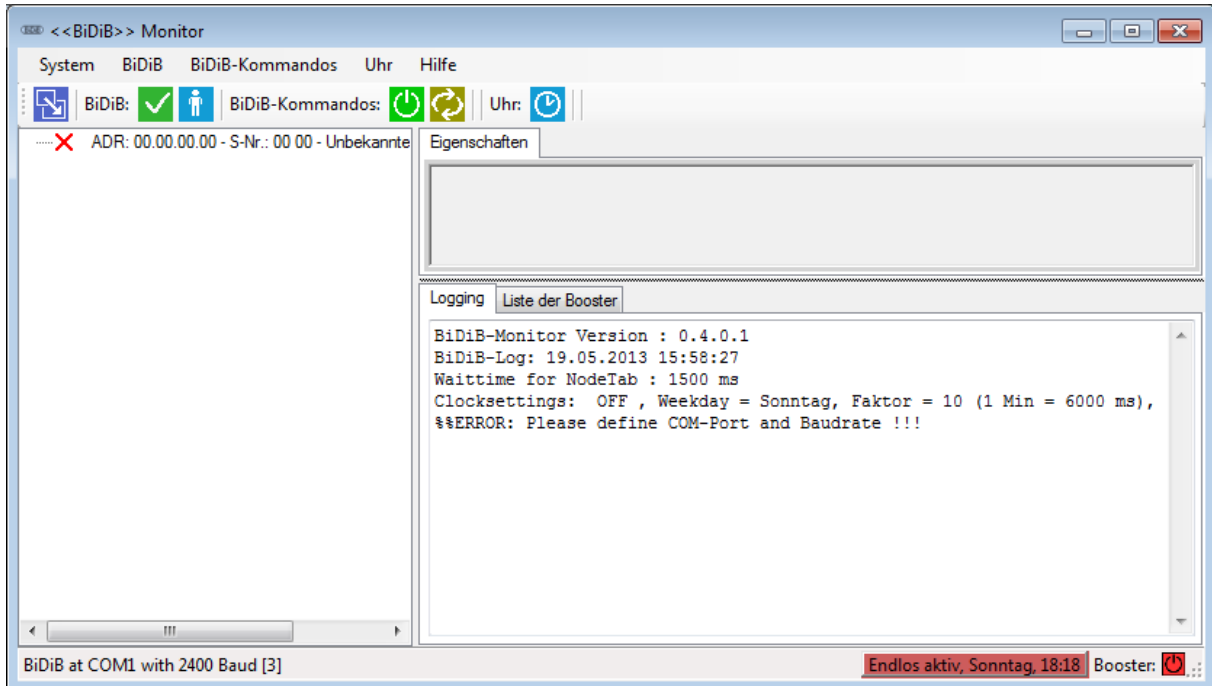 <<BiDiB>> Monitor
System BiDiB BiDiB-Kommandos Uhr Hilfe
BiDiB: BiDiB-Kommandos: Uhr:
ADR: 00.00.00.00 - S-Nr.: 00 00 - Unbekannte
Eigenschaften
Logging Liste der Booster
BiDiB-Monitor Version : 0.4.0.1
BiDiB-Log: 19.05.2013 15:58:27
Waittime for NodeTab : 1500 ms
Clocksettings:  OFF , Weekday = Sonntag, Faktor = 10 (1 Min = 6000 ms),
%%ERROR: Please define COM-Port and Baudrate !!!
BiDiB at COM1 with 2400 Baud [3]
Endlos aktiv, Sonntag, 18:18 Booster: